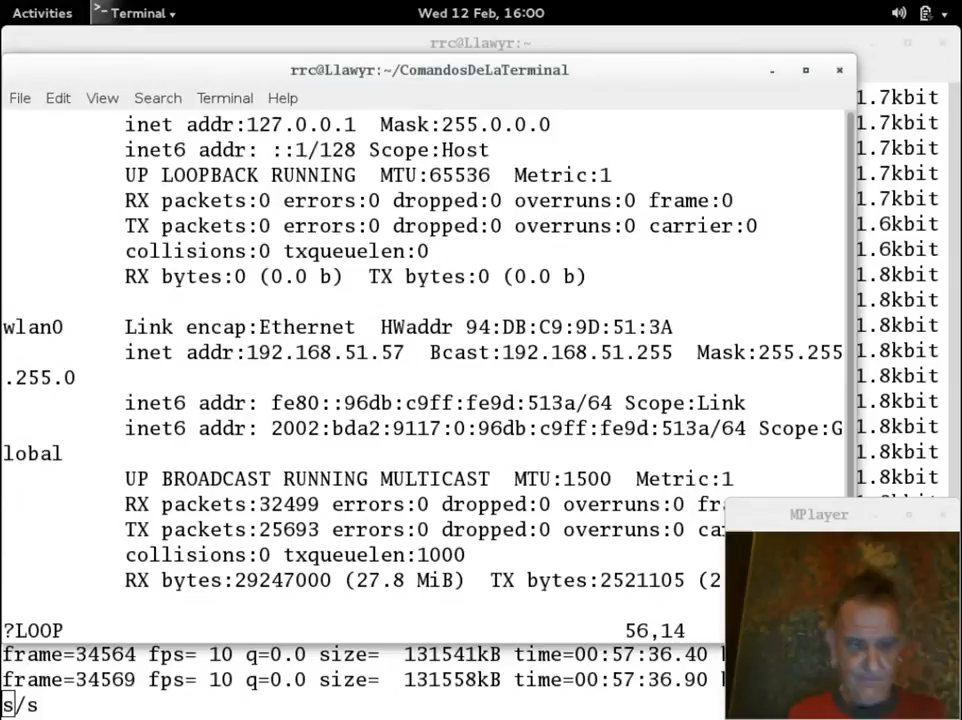 Activities
Terminal
Wed 12 Feb, 16:00
rrc@Llawyr:~
rrc@Llawyr:~/ComandosDeLaTerminal
File Edit View Search Terminal Help
inet addr:127.0.0.1 Mask:255.0.0.0
inet6 addr: ::1/128 Scope:Host
UP LOOPBACK RUNNING MTU:65536 Metric:1
RX packets:0 errors:0 dropped:0 overruns:0 frame:0
TX packets:0 errors:0 dropped:0 overruns:0 carrier:0
collisions:0 txqueuelen:0
RX bytes:0 (0.0 b) TX bytes:0 (0.0 b)
wlan0 Link encap:Ethernet HWaddr 94:DB:C9:9D:51:3A
inet addr:192.168.51.57 Bcast:192.168.51.255 Mask:255.255
.255.0
inet6 addr: fe80::96db:c9ff:fe9d:513a/64 Scope:Link
inet6 addr: 2002:bda2:9117:0:96db:c9ff:fe9d:513a/64 Scope:G
lobal
UP BROADCAST RUNNING MULTICAST MTU:1500 Metric:1
RX packets:32499 errors:0 dropped:0 overruns:0 fr
TX packets:25693 errors:0 dropped:0 overruns:0 ca
collisions:0 txqueuelen:1000
RX bytes:29247000 (27.8 MiB) TX bytes:2521105 (2
?LOOP 56,14
1.7kbit
1.7kbit
1.7kbit
1.7kbit
1.7kbit
1.6kbit
1.6kbit
1.8kbit
1.8kbit
1.8kbit
1.8kbit
1.8kbit
1.8kbit
1.8kbit
1.8kbit
1.8kbit
MPlayer
frame=34564 fps= 10 q=0.0 size= 131541kB time=00:57:36.40
frame=34569 fps= 10 q=0.0 size= 131558kB time=00:57:36.90
s/s